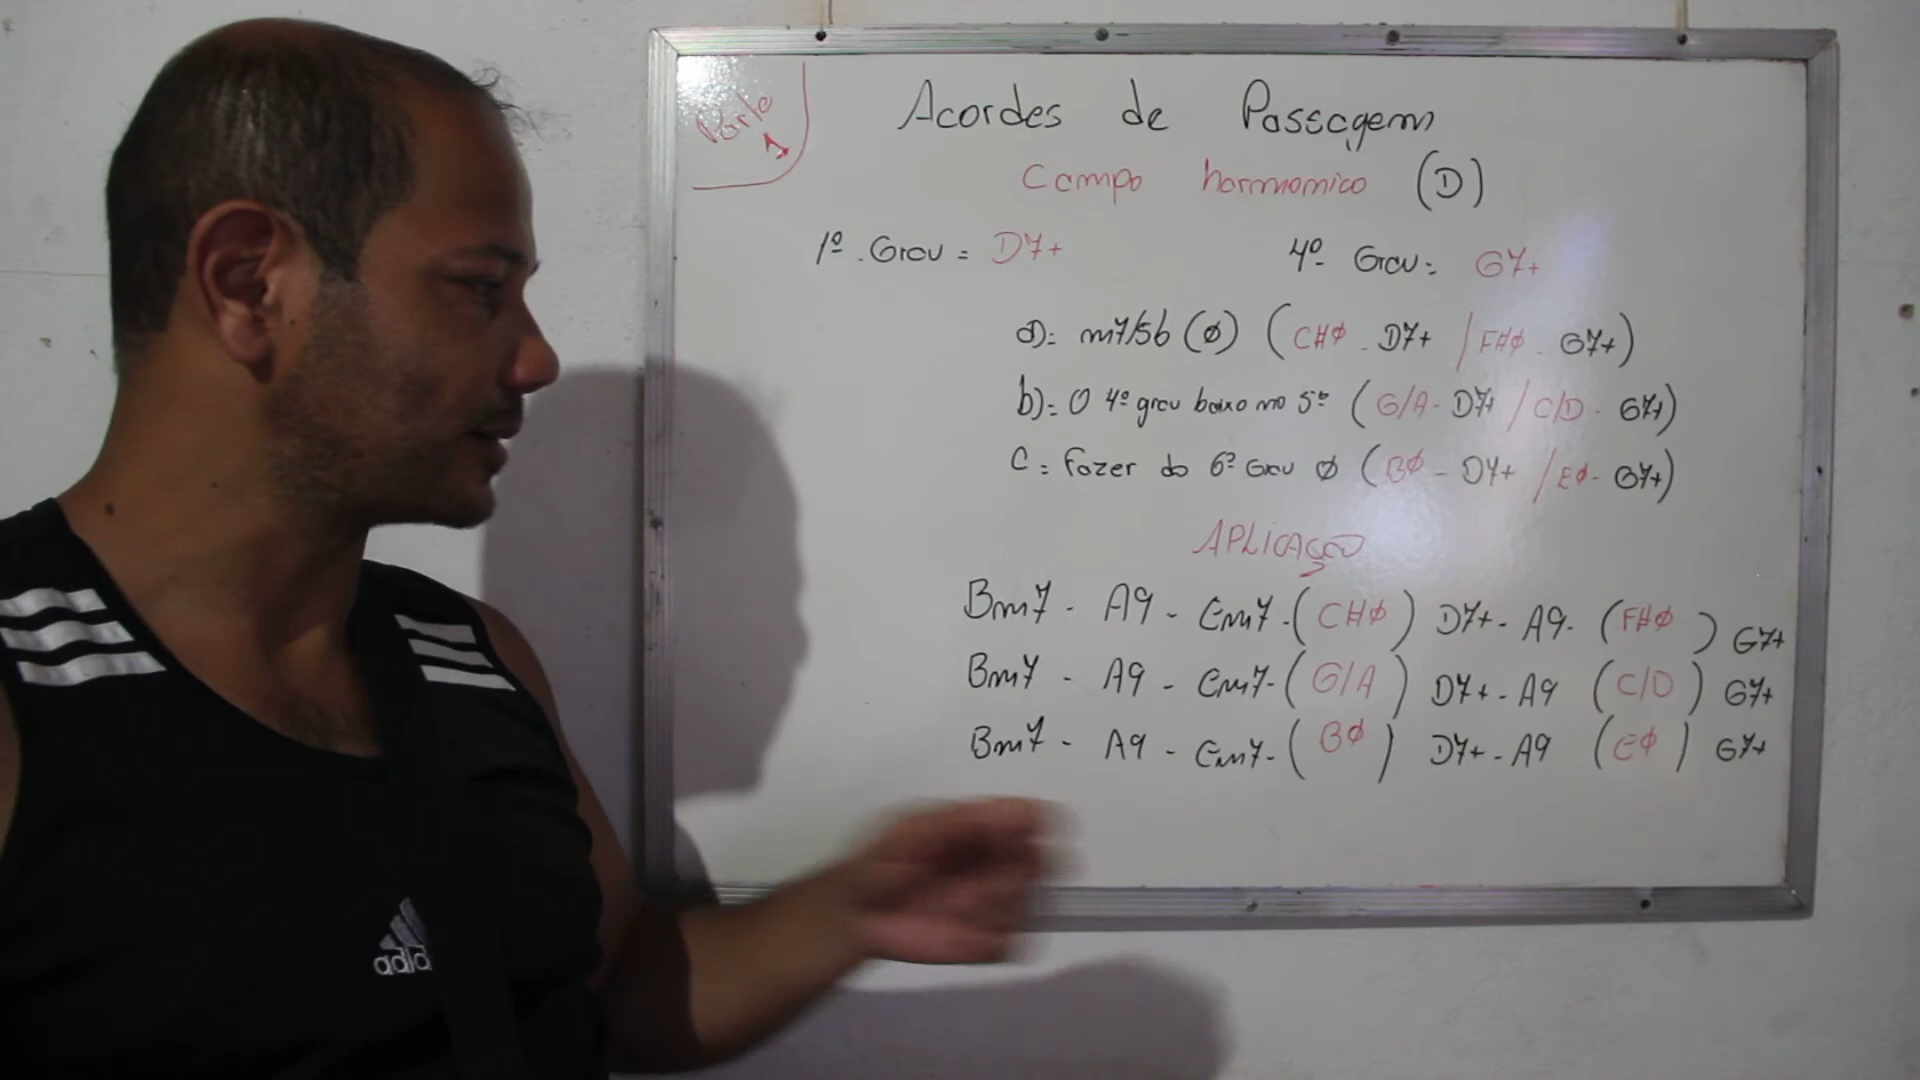 Parte 1
Acordes de Passagem
Campo harmonico (D)
1º. Grau = D7+
4º Grau: G7+
a): m7/5b (ø) (C#ø - D7+ / F#ø - G7+)
b): O 4º grau baixo no 5º (G/A - D7+ / C/D - G7+)
C = Fazer do 6º Grau ø (Bø - D7+ / Eø - G7+)
APLICAÇÃO
Bm7 - A9 - Em7 - (C#ø) D7+ - A9 - (F#ø) G7+
Bm7 - A9 - Em7 - (G/A) D7+ - A9 (C/D) G7+
Bm7 - A9 - Em7 - (Bø) D7+ - A9 (Eø) G7+
adid